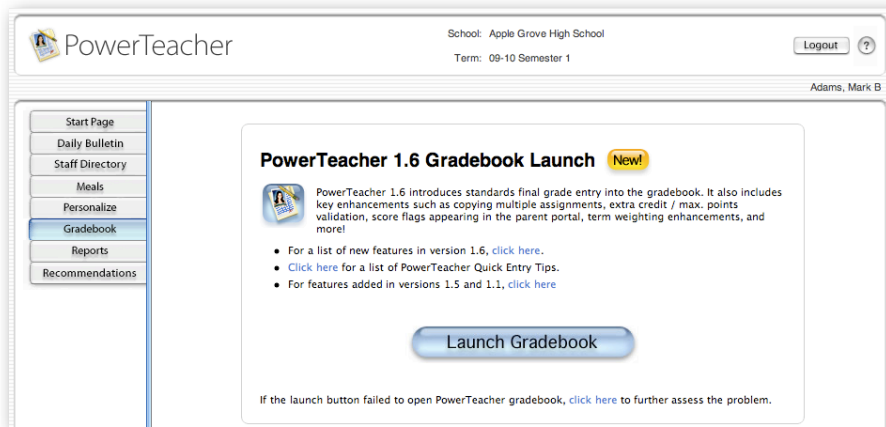 PowerTeacher
School: Apple Grove High School
Term: 09-10 Semester 1
Logout
?
Adams, Mark B
Start Page
Daily Bulletin
Staff Directory
Meals
Personalize
Gradebook
Reports
Recommendations
PowerTeacher 1.6 Gradebook Launch New!
PowerTeacher 1.6 introduces standards final grade entry into the gradebook. It also includes
key enhancements such as copying multiple assignments, extra credit / max. points
validation, score flags appearing in the parent portal, term weighting enhancements, and
more!
• For a list of new features in version 1.6, click here.
• Click here for a list of PowerTeacher Quick Entry Tips.
• For features added in versions 1.5 and 1.1, click here
Launch Gradebook
If the launch button failed to open PowerTeacher gradebook, click here to further assess the problem.